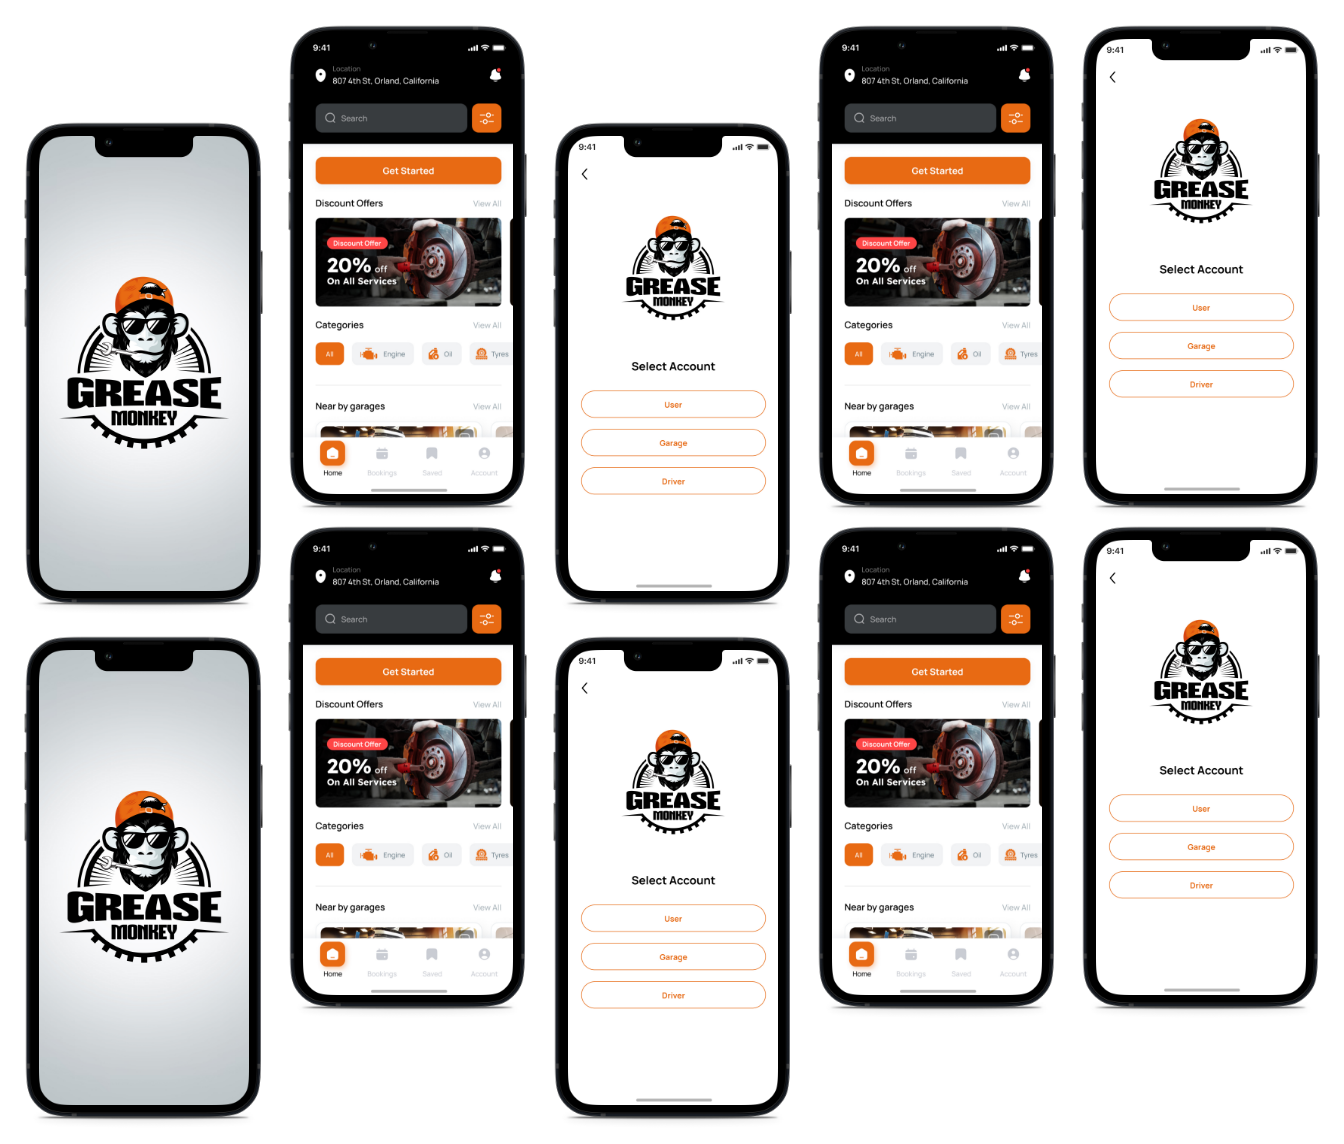 GREASE
MONKEY
9:41
Location
807 4th St, Orland, California
Search
Get Started
Discount Offers
View All
Discount Offer
20% off
On All Services
Categories
View All
All
Engine
Oil
Tyres
Near by garages
View All
Home
Bookings
Saved
Account
9:41
GREASE
MONKEY
Select Account
User
Garage
Driver
9:41
Location
807 4th St, Orland, California
Search
Get Started
Discount Offers
View All
Discount Offer
20% off
On All Services
Categories
View All
All
Engine
Oil
Tyres
Near by garages
View All
Home
Bookings
Saved
Account
9:41
GREASE
MONKEY
Select Account
User
Garage
Driver
GREASE
MONKEY
9:41
Location
807 4th St, Orland, California
Search
Get Started
Discount Offers
View All
Discount Offer
20% off
On All Services
Categories
View All
All
Engine
Oil
Tyres
Near by garages
View All
Home
Bookings
Saved
Account
9:41
GREASE
MONKEY
Select Account
User
Garage
Driver
9:41
Location
807 4th St, Orland, California
Search
Get Started
Discount Offers
View All
Discount Offer
20% off
On All Services
Categories
View All
All
Engine
Oil
Tyres
Near by garages
View All
Home
Bookings
Saved
Account
9:41
GREASE
MONKEY
Select Account
User
Garage
Driver